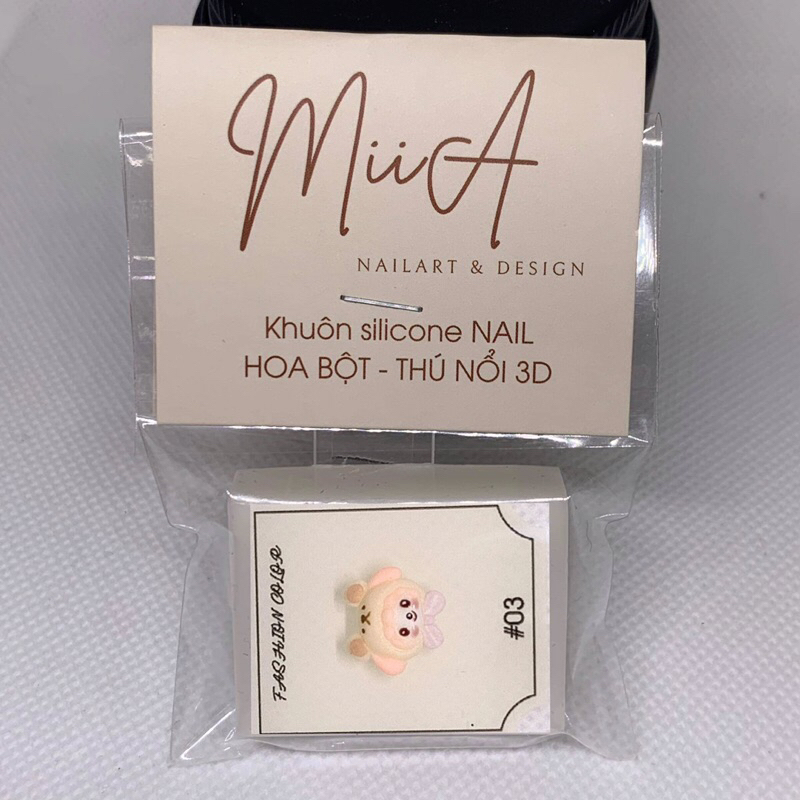 MiiA
NAILART & DESIGN
Khuôn silicone NAIL
HOA BỘT - THÚ NỔI 3D
FASHION COLOR
#03